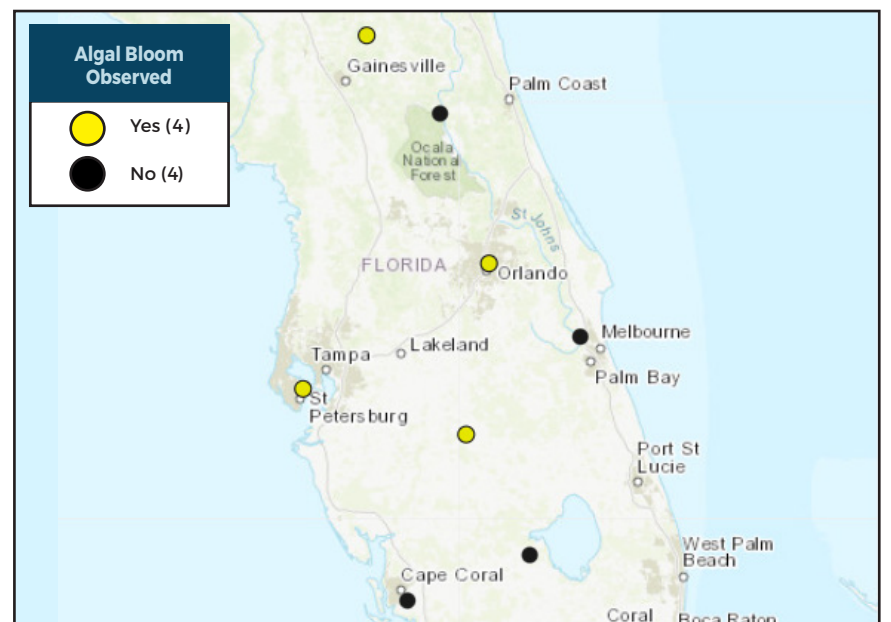 Algal Bloom
Observed
Yes (4)
No (4)
Gainesville
Palm Coast
Ocala
National
Forest
St Johns
FLORIDA
Orlando
Melbourne
Tampa
Lakeland
Palm Bay
St
Petersburg
Port St
Lucie
West Palm
Beach
Cape Coral
Coral
Boca Raton